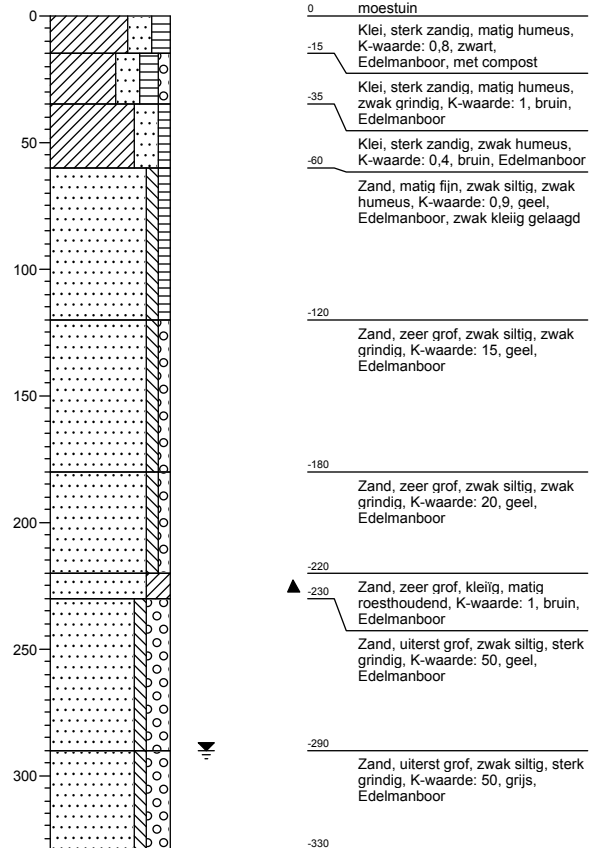 0
50
100
150
200
250
300
0
moestuin
Klei, sterk zandig, matig humeus,
K-waarde: 0,8, zwart,
Edelmanboor, met compost
-15
Klei, sterk zandig, matig humeus,
zwak grindig, K-waarde: 1, bruin,
Edelmanboor
-35
Klei, sterk zandig, zwak humeus,
K-waarde: 0,4, bruin, Edelmanboor
-60
Zand, matig fijn, zwak siltig, zwak
humeus, K-waarde: 0,9, geel,
Edelmanboor, zwak kleiig gelaagd
-120
Zand, zeer grof, zwak siltig, zwak
grindig, K-waarde: 15, geel,
Edelmanboor
-180
Zand, zeer grof, zwak siltig, zwak
grindig, K-waarde: 20, geel,
Edelmanboor
-220
Zand, zeer grof, kleiïg, matig
roesthoudend, K-waarde: 1, bruin,
Edelmanboor
-230
Zand, uiterst grof, zwak siltig, sterk
grindig, K-waarde: 50, geel,
Edelmanboor
-290
Zand, uiterst grof, zwak siltig, sterk
grindig, K-waarde: 50, grijs,
Edelmanboor
-330